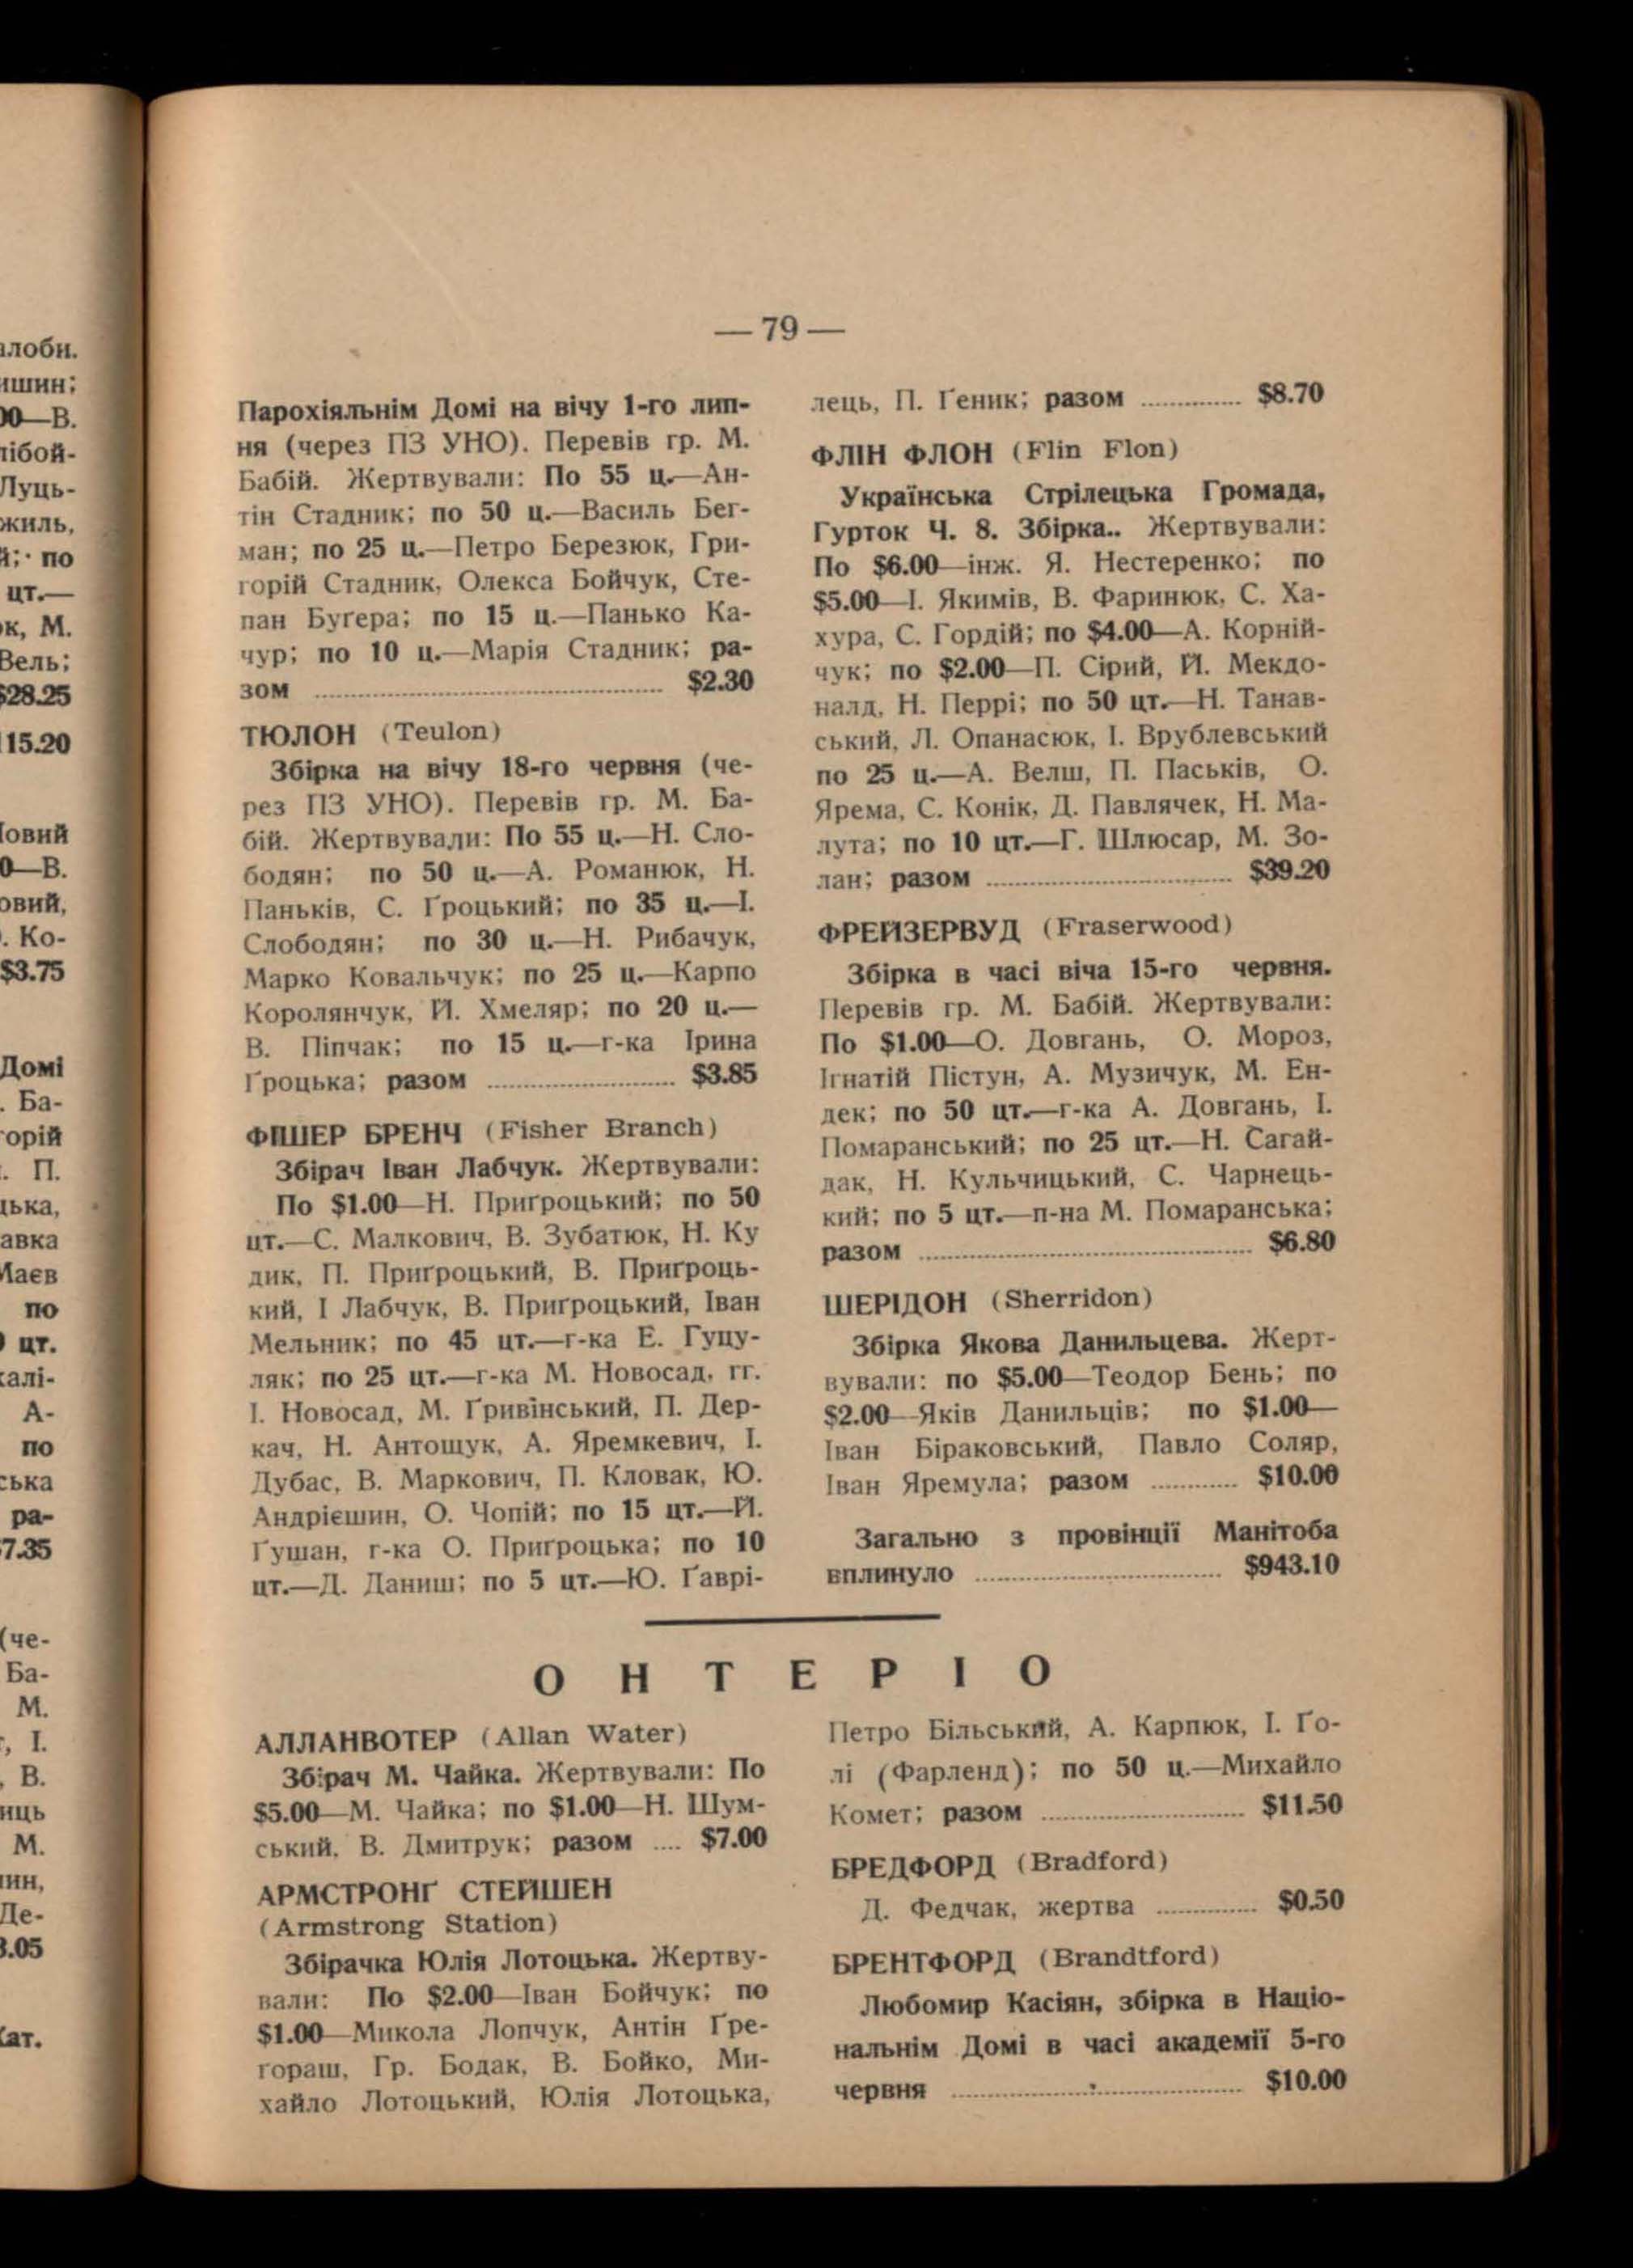 — 79 —
Парохіяльнім Домі на вічу 1-го лип-
ня (через ПЗ УНО). Перевів гр. М.
Бабій. Жертвували: По 55 ц.—Ан-
тін Стадник; по 50 ц.—Василь Бег-
ман; по 25 ц.—Петро Березюк, Гри-
горій Стадник, Олекса Бойчук, Сте-
пан Буґера; по 15 ц.—Панько Ка-
чур; по 10 ц.—Марія Стадник; ра-
зом ........ $2.30
ТЮЛОН (Teulon)
Збірка на вічу 18-го червня (че-
рез ПЗ УНО). Перевів гр. М. Ба-
бій. Жертвували: По 55 ц.—Н. Сло-
бодян; по 50 ц.—А. Романюк, Н.
Паньків, С. Ґроцький; по 35 ц.—І.
Слободян; по 30 ц.—Н. Рибачук,
Марко Ковальчук; по 25 ц.—Карпо
Королянчук, Й. Хмеляр; по 20 ц.—
В. Піпчак; по 15 ц.—г-ка Ірина
Ґроцька; разом ........ $3.85
ФІШЕР БРЕНЧ (Fisher Branch)
Збірач Іван Лабчук. Жертвували:
По $1.00—Н. Приґроцький; по 50
цт.—С. Малкович, В. Зубатюк, Н. Ку
дик, П. Приґроцький, В. Приґроць-
кий, І Лабчук, В. Приґроцький, Іван
Мельник; по 45 цт.—г-ка Е. Гуцу-
ляк; по 25 цт.—г-ка М. Новосад, гг.
І. Новосад, М. Ґривінський, П. Дер-
кач, Н. Антощук, А. Яремкевич, І.
Дубас, В. Маркович, П. Кловак, Ю.
Андрієшин, О. Чопій; по 15 цт.—Й.
Ґушан, г-ка О. Приґроцька; по 10
цт.—Д. Даниш; по 5 цт.—Ю. Ґаврі-
лець, П. Ґеник; разом ........ $8.70
ФЛІН ФЛОН (Flin Flon)
Українська Стрілецька Громада,
Гурток Ч. 8. Збірка.. Жертвували:
По $6.00—інж. Я. Нестеренко; по
$5.00—І. Якимів, В. Фаринюк, С. Ха-
хура, С. Гордій; по $4.00—А. Корній-
чук; по $2.00—П. Сірий, Й. Мекдо-
налд, Н. Перрі; по 50 цт.—Н. Танав-
ський, Л. Опанасюк, І. Врублевський
по 25 ц.—А. Велш, П. Паськів, О.
Ярема, С. Конік, Д. Павлячек, Н. Ма-
лута; по 10 цт.—Г. Шлюсар, М. Зо-
лан; разом ........ $39.20
ФРЕЙЗЕРВУД (Fraserwood)
Збірка в часі віча 15-го червня.
Перевів гр. М. Бабій. Жертвували:
По $1.00—О. Довгань, О. Мороз,
Ігнатій Пістун, А. Музичук, М. Ен-
дек; по 50 цт.—г-ка А. Довгань, І.
Помаранський; по 25 цт.—Н. Сагай-
дак, Н. Кульчицький, С. Чарнець-
кий; по 5 цт.—п-на М. Помаранська;
разом ........ $6.80
ШЕРІДОН (Sherridon)
Збірка Якова Данильцева. Жерт-
вували: по $5.00—Теодор Бень; по
$2.00—Яків Данильців; по $1.00—
Іван Біраковський, Павло Соляр,
Іван Яремула; разом ........ $10.00
Загально з провінції Манітоба
вплинуло ........ $943.10
О Н Т Е Р І О
АЛЛАНВОТЕР (Allan Water)
Збірач М. Чайка. Жертвували: По
$5.00—М. Чайка; по $1.00—Н. Шум-
ський, В. Дмитрук; разом .... $7.00
АРМСТРОНҐ СТЕЙШЕН
(Armstrong Station)
Збірачка Юлія Лотоцька. Жертву-
вали: По $2.00—Іван Бойчук; по
$1.00—Микола Лопчук, Антін Ґре-
гораш, Гр. Бодак, В. Бойко, Ми-
хайло Лотоцький, Юлія Лотоцька,
Петро Більський, А. Карпюк, І. Ґо-
лі (Фарленд); по 50 ц.—Михайло
Комет; разом ........ $11.50
БРЕДФОРД (Bradford)
Д. Федчак, жертва ........ $0.50
БРЕНТФОРД (Brandtford)
Любомир Касіян, збірка в Націо-
нальнім Домі в часі академії 5-го
червня ........ $10.00